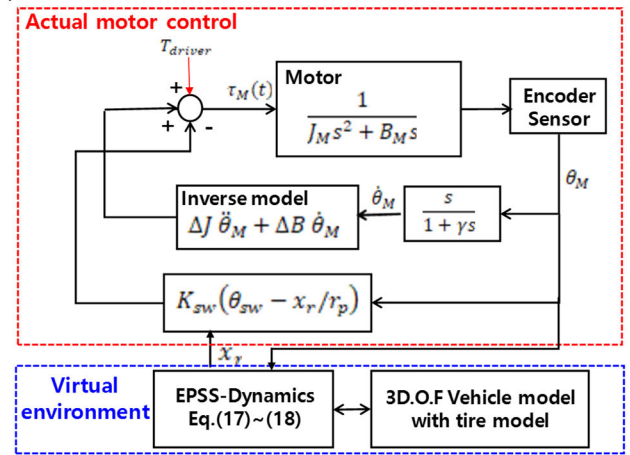 Actual motor control
T_driver
+
+
-
τ_M(t)
Motor
1
J_M s² + B_M s
Encoder
Sensor
θ_M
Inverse model
ΔJ θ̈_M + ΔB θ̇_M
θ̇_M
s
1 + γs
K_sw(θ_sw − x_r/r_p)
x_r
Virtual
environment
EPSS-Dynamics
Eq.(17)~(18)
3D.O.F Vehicle model
with tire model